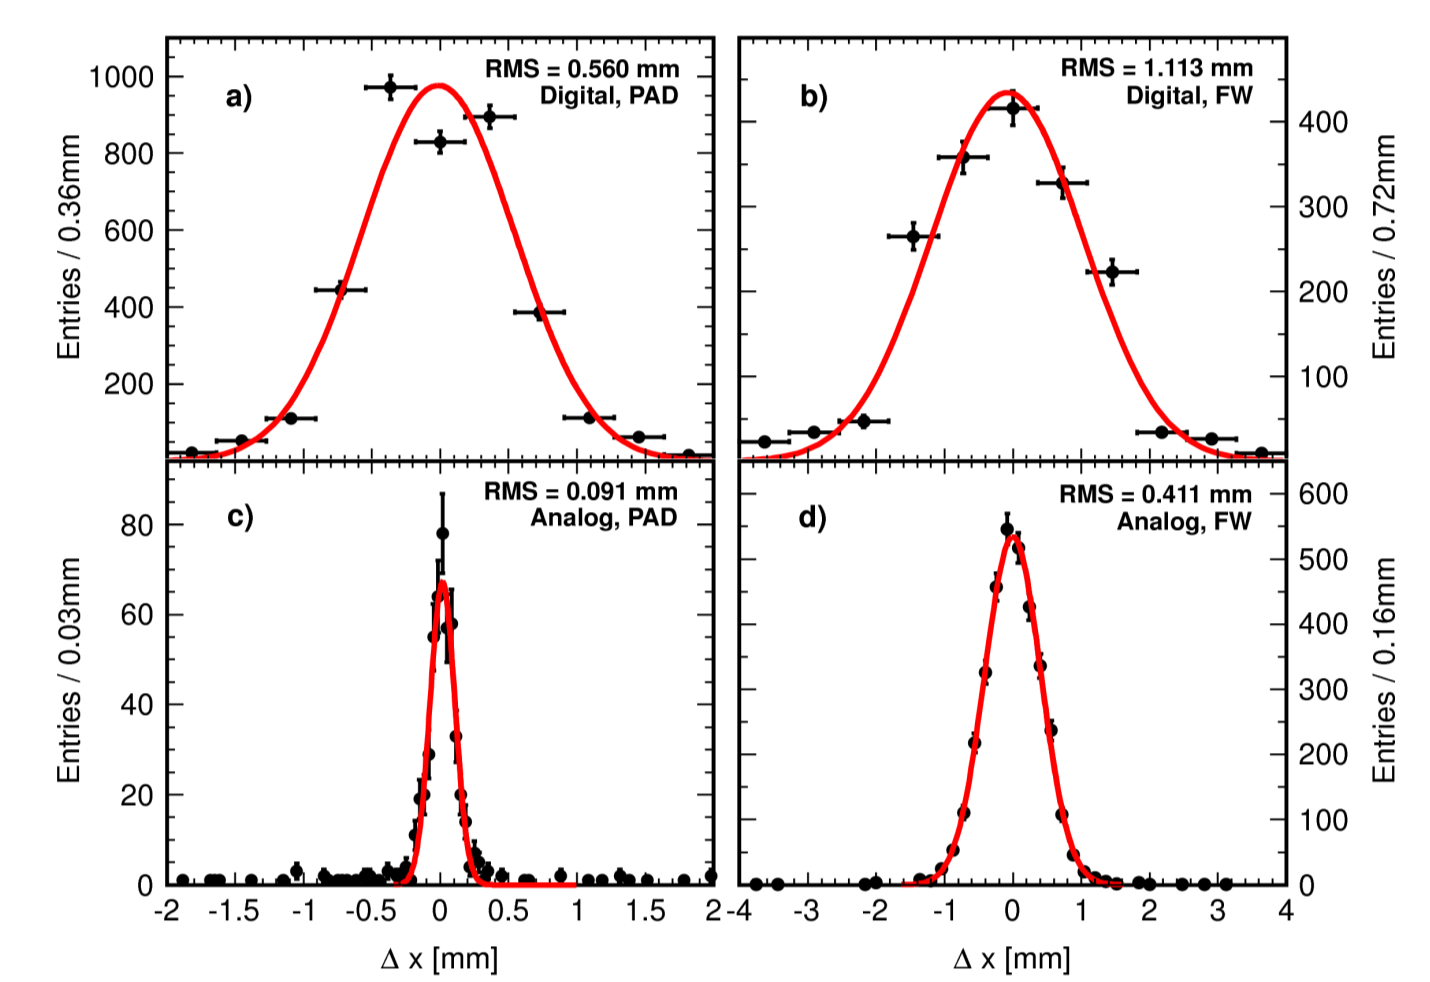 a)
RMS = 0.560 mm
Digital, PAD
Entries / 0.36mm
1000
800
600
400
200
b)
RMS = 1.113 mm
Digital, FW
400
300
200
100
Entries / 0.72mm
c)
RMS = 0.091 mm
Analog, PAD
Entries / 0.03mm
80
60
40
20
0
-2 -1.5 -1 -0.5 0 0.5 1 1.5 2
Δ x [mm]
d)
RMS = 0.411 mm
Analog, FW
600
500
400
300
200
100
0
Entries / 0.16mm
-4 -3 -2 -1 0 1 2 3 4
Δ x [mm]